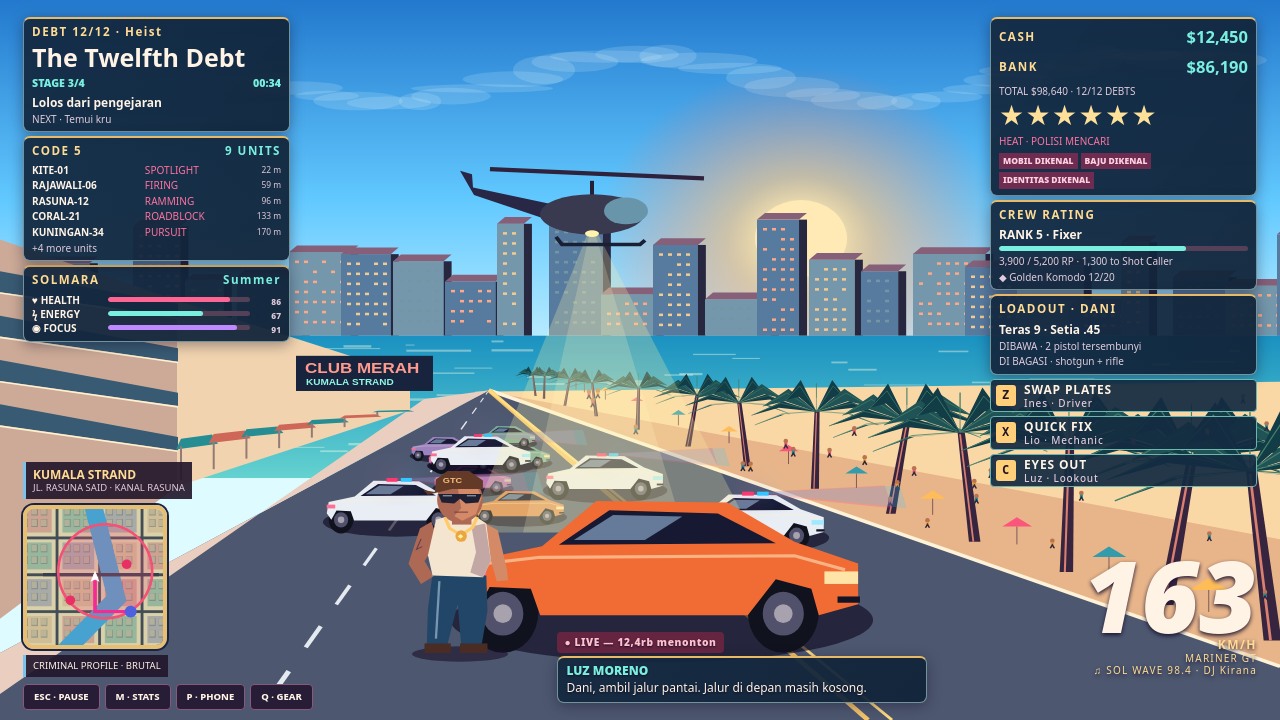 DEBT 12/12 · Heist
The Twelfth Debt
STAGE 3/4 00:34
Lolos dari pengejaran
NEXT · Temui kru
CODE 5 9 UNITS
KITE-01 SPOTLIGHT 22 m
RAJAWALI-06 FIRING 59 m
RASUNA-12 RAMMING 96 m
CORAL-21 ROADBLOCK 133 m
KUNINGAN-34 PURSUIT 170 m
+4 more units
SOLMARA Summer
♥ HEALTH 86
ϟ ENERGY 67
◉ FOCUS 91
CLUB MERAH
KUMALA STRAND
GTC
KUMALA STRAND
JL. RASUNA SAID · KANAL RASUNA
CRIMINAL PROFILE · BRUTAL
ESC · PAUSE M · STATS P · PHONE Q · GEAR
CASH $12,450
BANK $86,190
TOTAL $98,640 · 12/12 DEBTS
★★★★★★
HEAT · POLISI MENCARI
MOBIL DIKENAL BAJU DIKENAL
IDENTITAS DIKENAL
CREW RATING
RANK 5 · Fixer
3,900 / 5,200 RP · 1,300 to Shot Caller
◆ Golden Komodo 12/20
LOADOUT · DANI
Teras 9 · Setia .45
DIBAWA · 2 pistol tersembunyi
DI BAGASI · shotgun + rifle
Z SWAP PLATES
Ines · Driver
X QUICK FIX
Lio · Mechanic
C EYES OUT
Luz · Lookout
163
KM/H
MARINER GT
♫ SOL WAVE 98.4 · DJ Kirana
● LIVE — 12,4rb menonton
LUZ MORENO
Dani, ambil jalur pantai. Jalur di depan masih kosong.